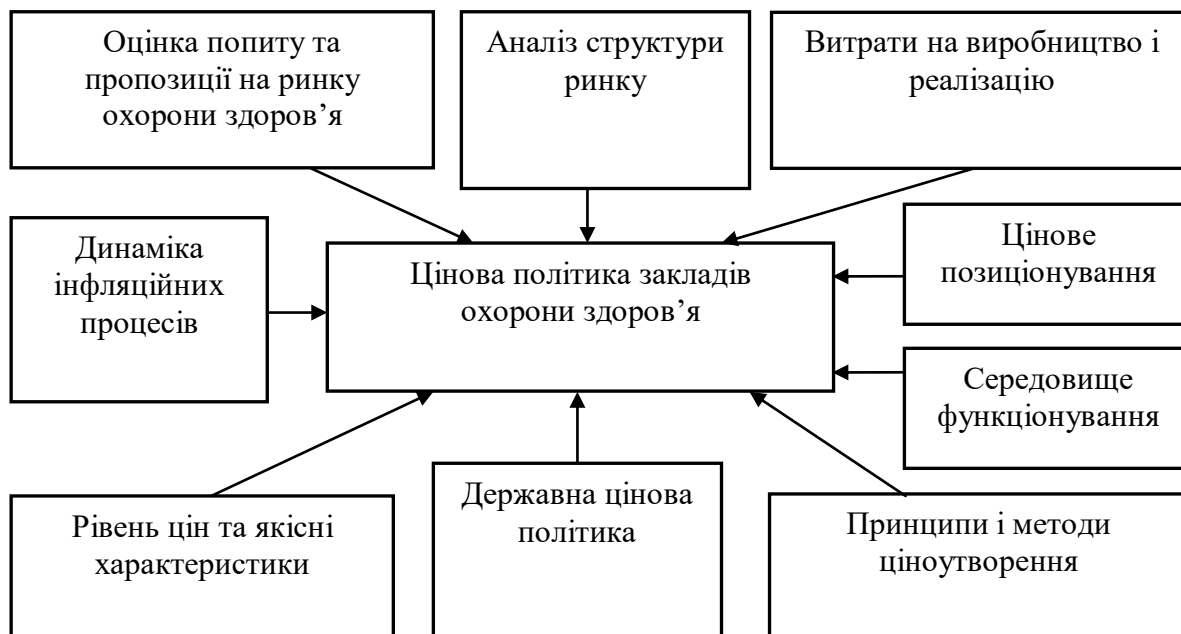 Оцінка попиту та
пропозиції на ринку
охорони здоров’я
Аналіз структури
ринку
Витрати на виробництво і
реалізацію
Динаміка
інфляційних
процесів
Цінова політика закладів
охорони здоров’я
Цінове
позиціонування
Середовище
функціонування
Рівень цін та якісні
характеристики
Державна цінова
політика
Принципи і методи
ціноутворення